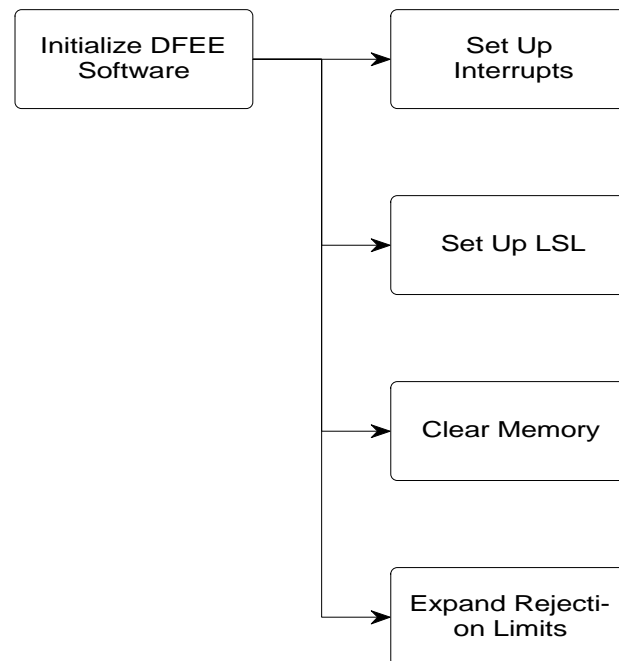 Initialize DFEE
Software
Set Up
Interrupts
Set Up LSL
Clear Memory
Expand Rejecti-
on Limits